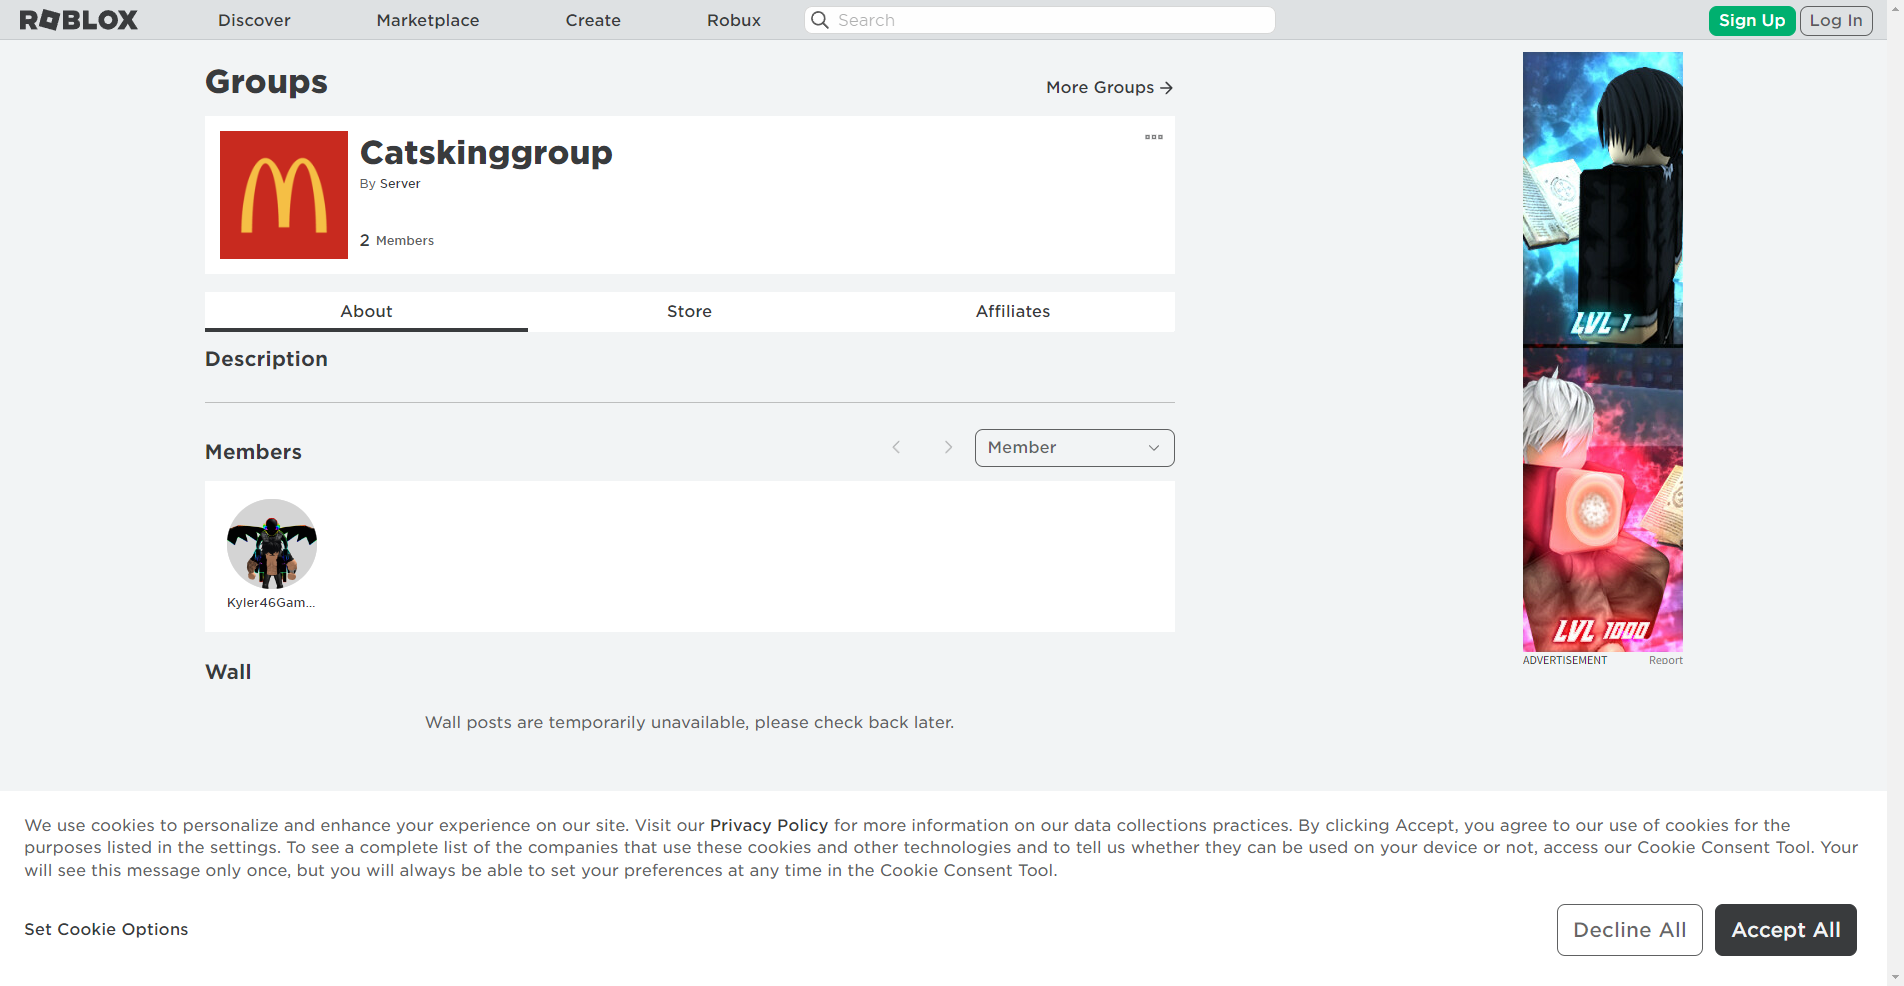 ROBLOX
Discover
Marketplace
Create
Robux
Search
Sign Up
Log In
Groups
More Groups
Catskinggroup
By Server
2 Members
About
Store
Affiliates
Description
Members
Member
Kyler46Gam...
Wall
Wall posts are temporarily unavailable, please check back later.
LVL 1
LVL 1000
ADVERTISEMENT
Report
We use cookies to personalize and enhance your experience on our site. Visit our Privacy Policy for more information on our data collections practices. By clicking Accept, you agree to our use of cookies for the
purposes listed in the settings. To see a complete list of the companies that use these cookies and other technologies and to tell us whether they can be used on your device or not, access our Cookie Consent Tool. Your
will see this message only once, but you will always be able to set your preferences at any time in the Cookie Consent Tool.
Set Cookie Options
Decline All
Accept All